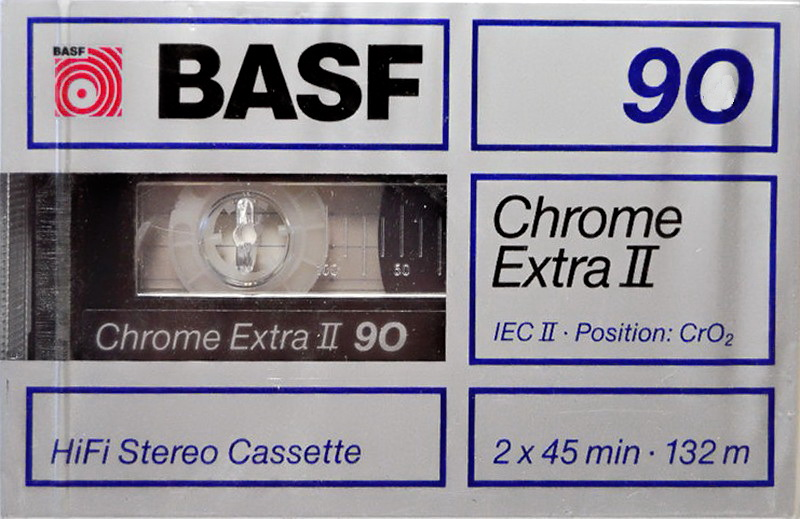 BASF
BASF
90
Chrome
Extra II
IEC II · Position: CrO₂
100 50
Chrome Extra II 90
HiFi Stereo Cassette
2 x 45 min · 132 m